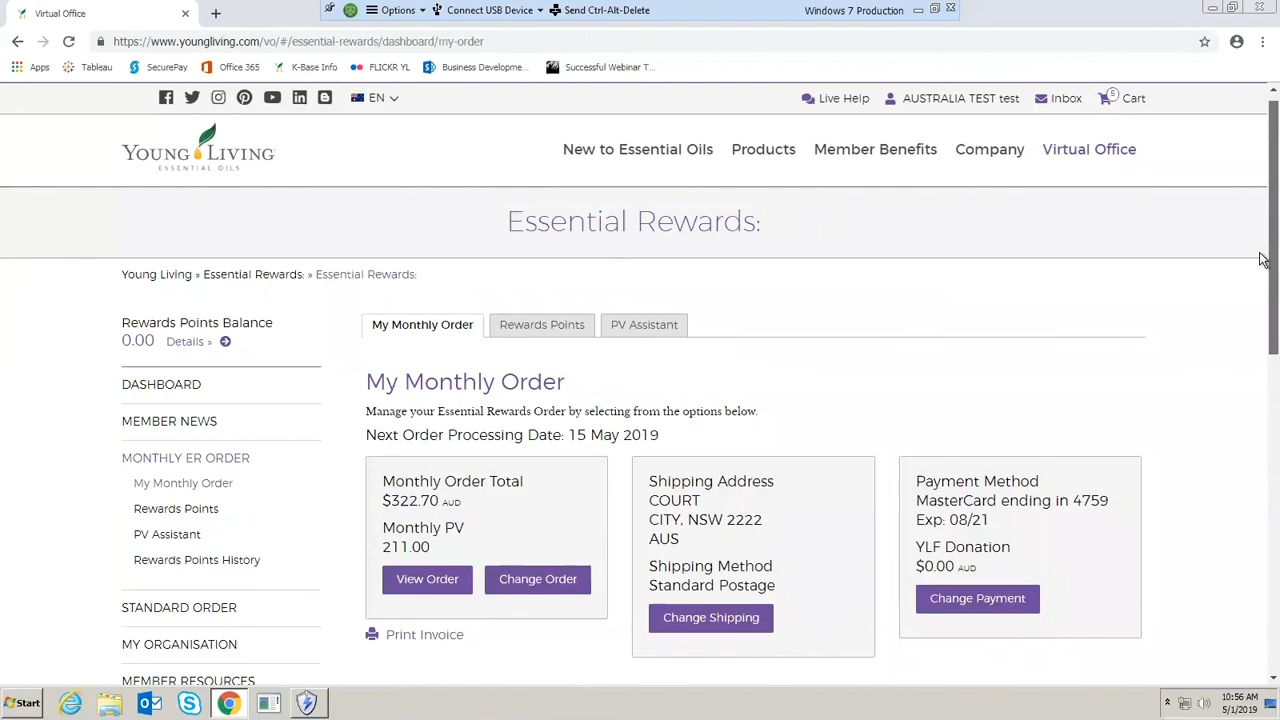 Options
Connect USB Device
Send Ctrl-Alt-Delete
Windows 7 Production
Virtual Office
https://www.youngliving.com/vo/#/essential-rewards/dashboard/my-order
Apps
Tableau
SecurePay
Office 365
K-Base Info
FLICKR YL
Business Developme...
Successful Webinar T...
EN
Live Help
AUSTRALIA TEST test
Inbox
5
Cart
YOUNG LIVING
ESSENTIAL OILS
New to Essential Oils
Products
Member Benefits
Company
Virtual Office
Essential Rewards:
Young Living » Essential Rewards: » Essential Rewards:
Rewards Points Balance
0.00 Details »
DASHBOARD
MEMBER NEWS
MONTHLY ER ORDER
My Monthly Order
Rewards Points
PV Assistant
Rewards Points History
STANDARD ORDER
MY ORGANISATION
MEMBER RESOURCES
My Monthly Order
Rewards Points
PV Assistant
My Monthly Order
Manage your Essential Rewards Order by selecting from the options below.
Next Order Processing Date: 15 May 2019
Monthly Order Total
$322.70 AUD
Monthly PV
211.00
View Order
Change Order
Print Invoice
Shipping Address
COURT
CITY, NSW 2222
AUS
Shipping Method
Standard Postage
Change Shipping
Payment Method
MasterCard ending in 4759
Exp: 08/21
YLF Donation
$0.00 AUD
Change Payment
Start
10:56 AM
5/1/2019